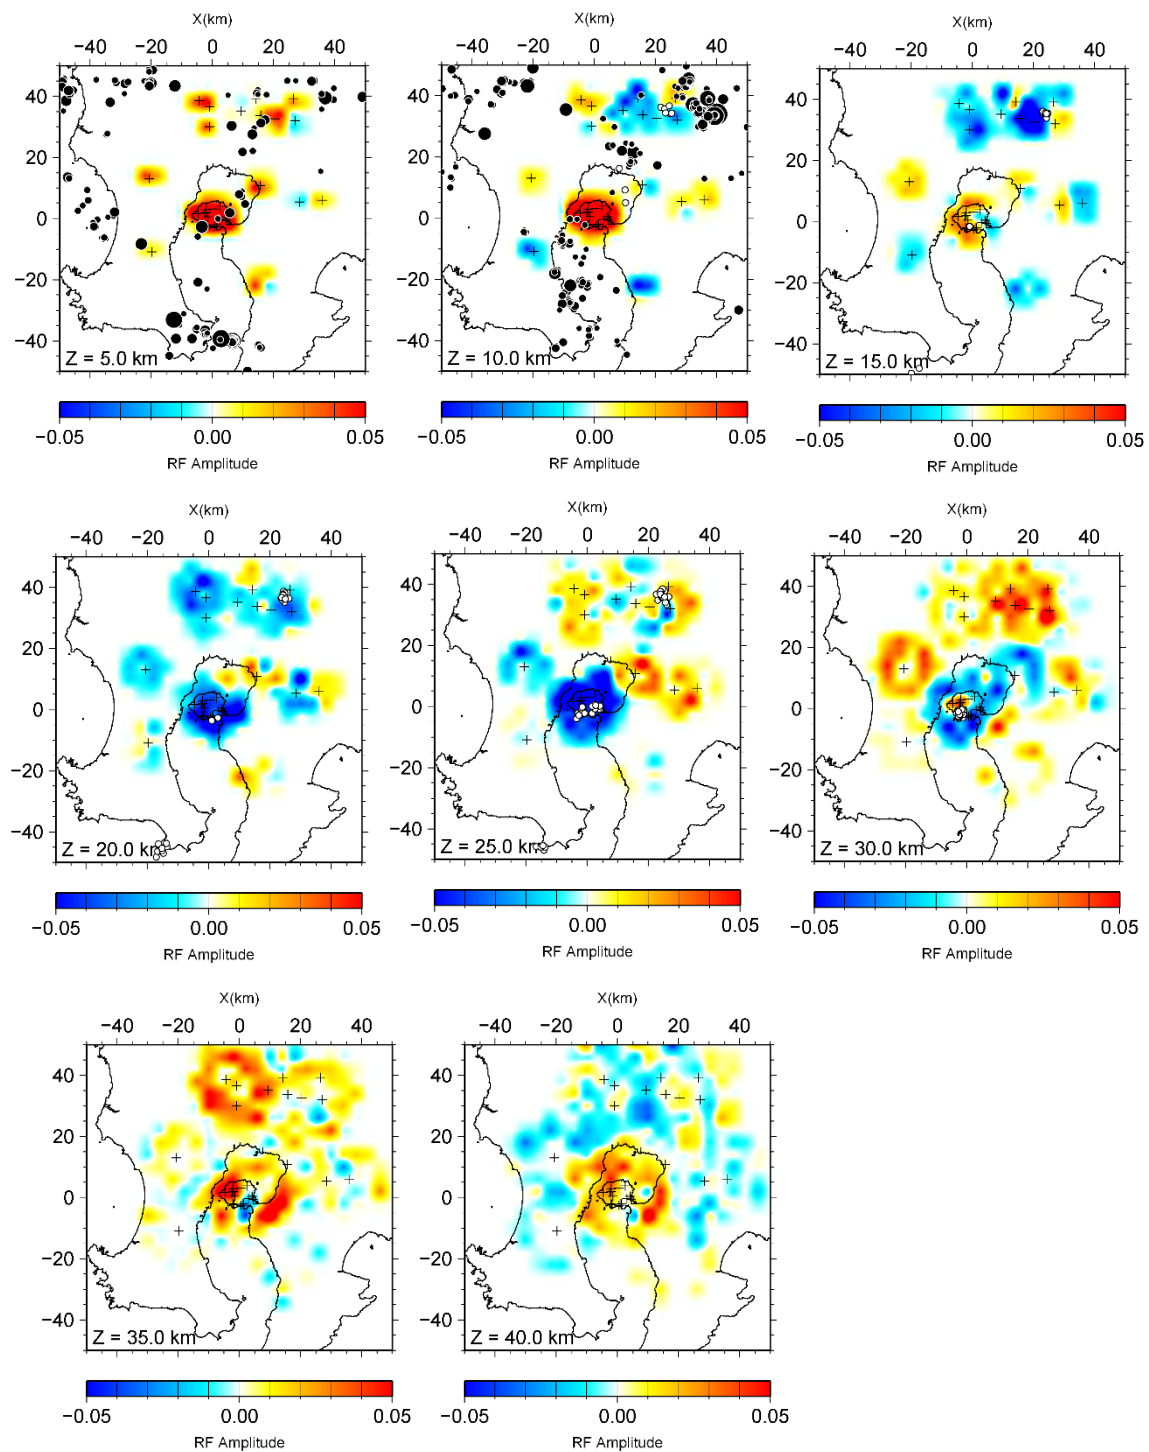 X(km) X(km) X(km)
−40 −20 0 20 40 −40 −20 0 20 40 −40 −20 0 20 40
40 40 40
20 20 20
0 0 0
−20 −20 −20
−40 −40 −40
Z = 5.0 km Z = 10.0 km Z = 15.0 km
−0.05 0.00 0.05 −0.05 0.00 0.05 −0.05 0.00 0.05
RF Amplitude RF Amplitude RF Amplitude
X(km) X(km) X(km)
−40 −20 0 20 40 −40 −20 0 20 40 −40 −20 0 20 40
40 40 40
20 20 20
0 0 0
−20 −20 −20
−40 −40 −40
Z = 20.0 km Z = 25.0 km Z = 30.0 km
−0.05 0.00 0.05 −0.05 0.00 0.05 −0.05 0.00 0.05
RF Amplitude RF Amplitude RF Amplitude
X(km) X(km)
−40 −20 0 20 40 −40 −20 0 20 40
40 40
20 20
0 0
−20 −20
−40 −40
Z = 35.0 km Z = 40.0 km
−0.05 0.00 0.05 −0.05 0.00 0.05
RF Amplitude RF Amplitude